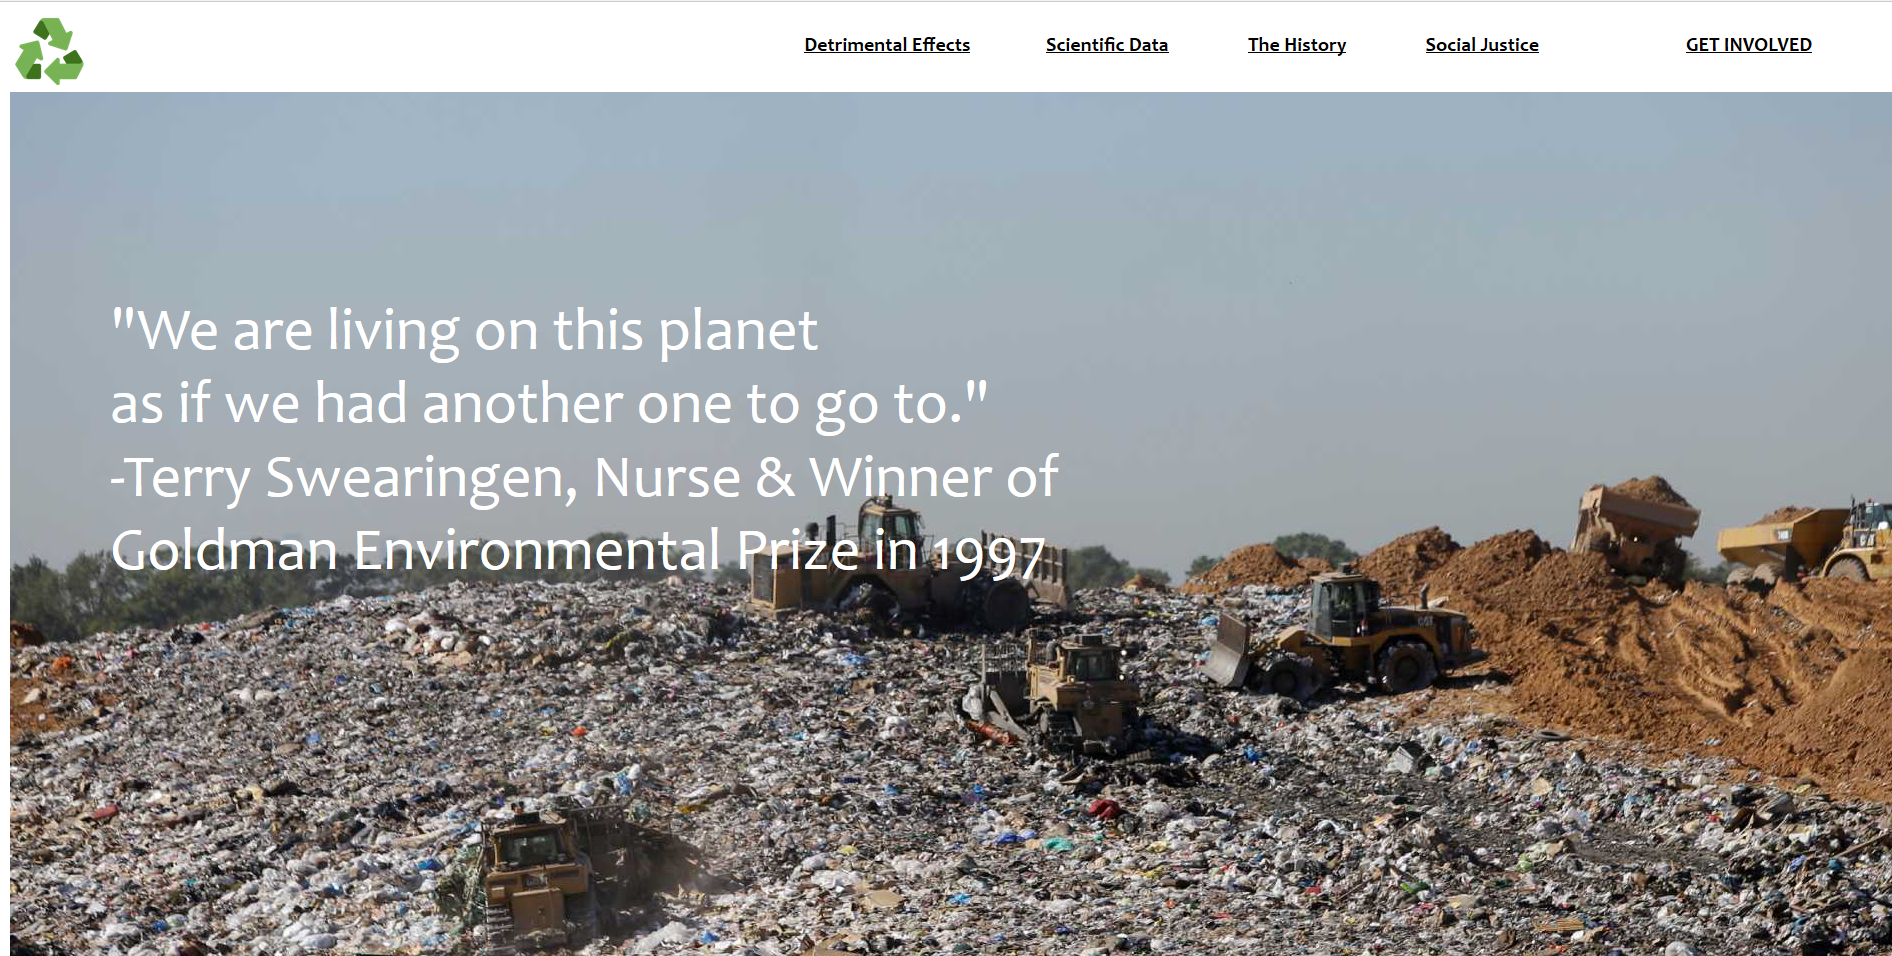 Detrimental Effects Scientific Data The History Social Justice GET INVOLVED
"We are living on this planet
as if we had another one to go to."
-Terry Swearingen, Nurse & Winner of
Goldman Environmental Prize in 1997